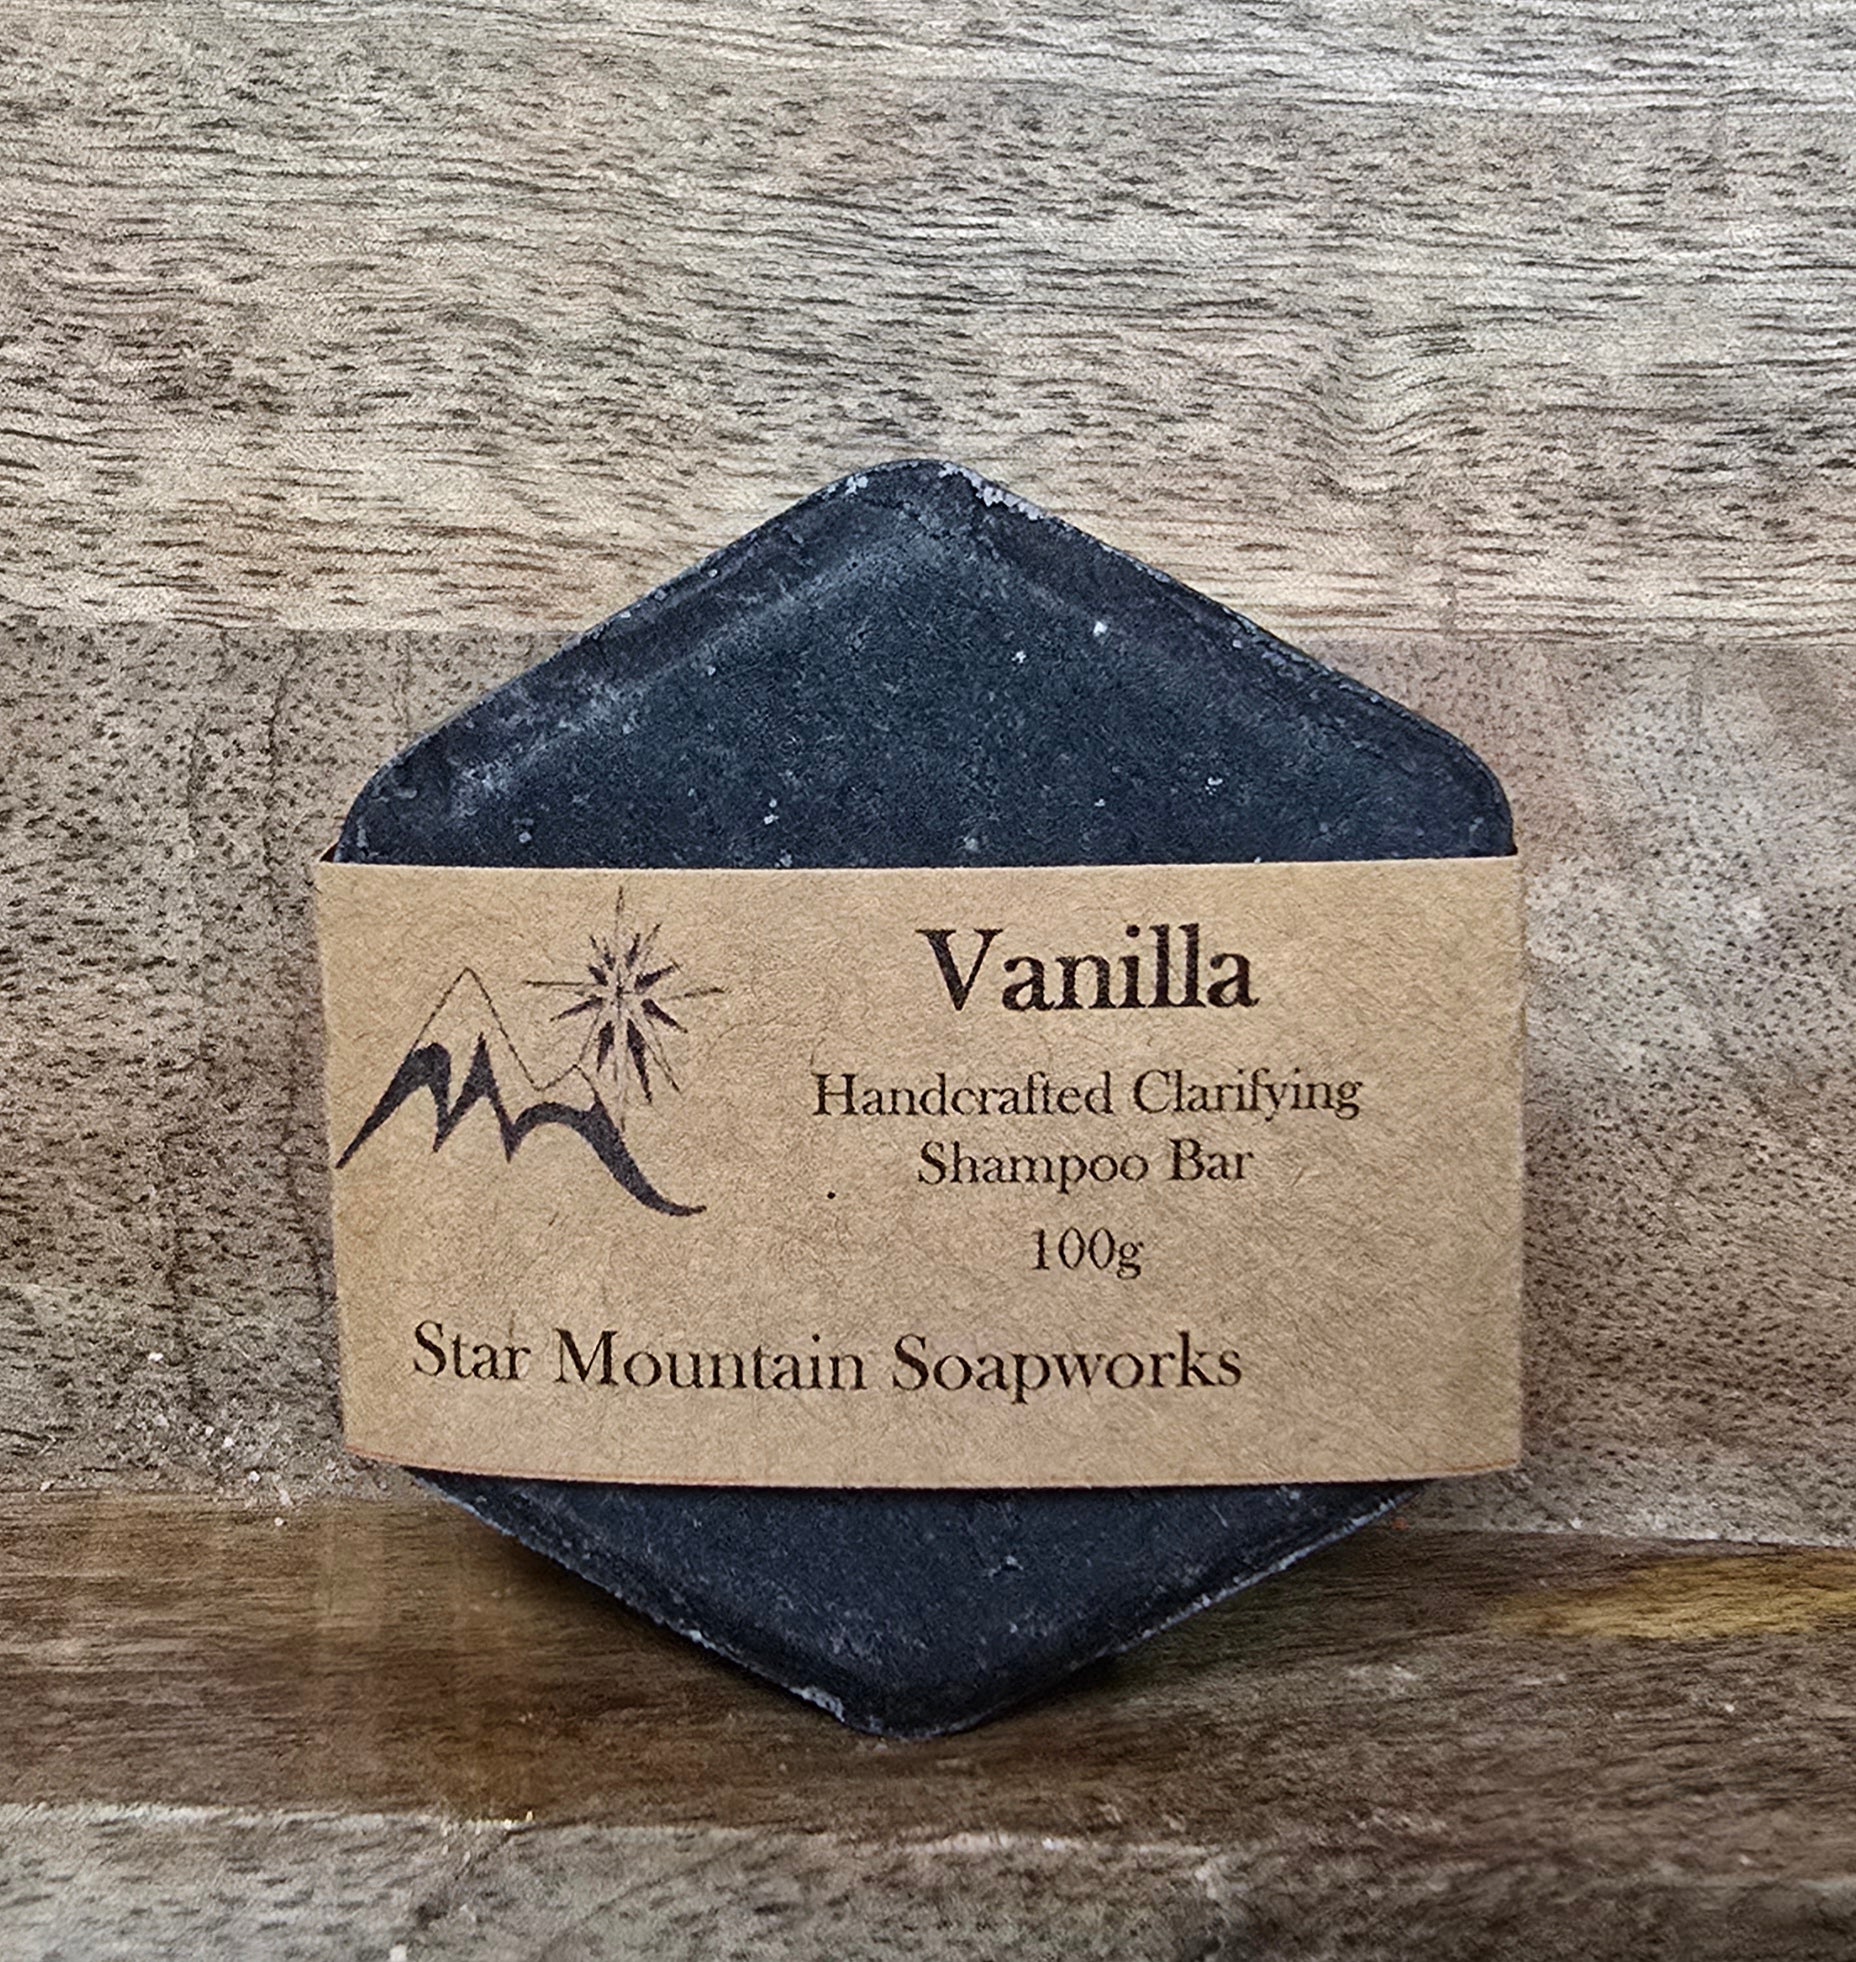 Vanilla
Handcrafted Clarifying
Shampoo Bar
100g
Star Mountain Soapworks